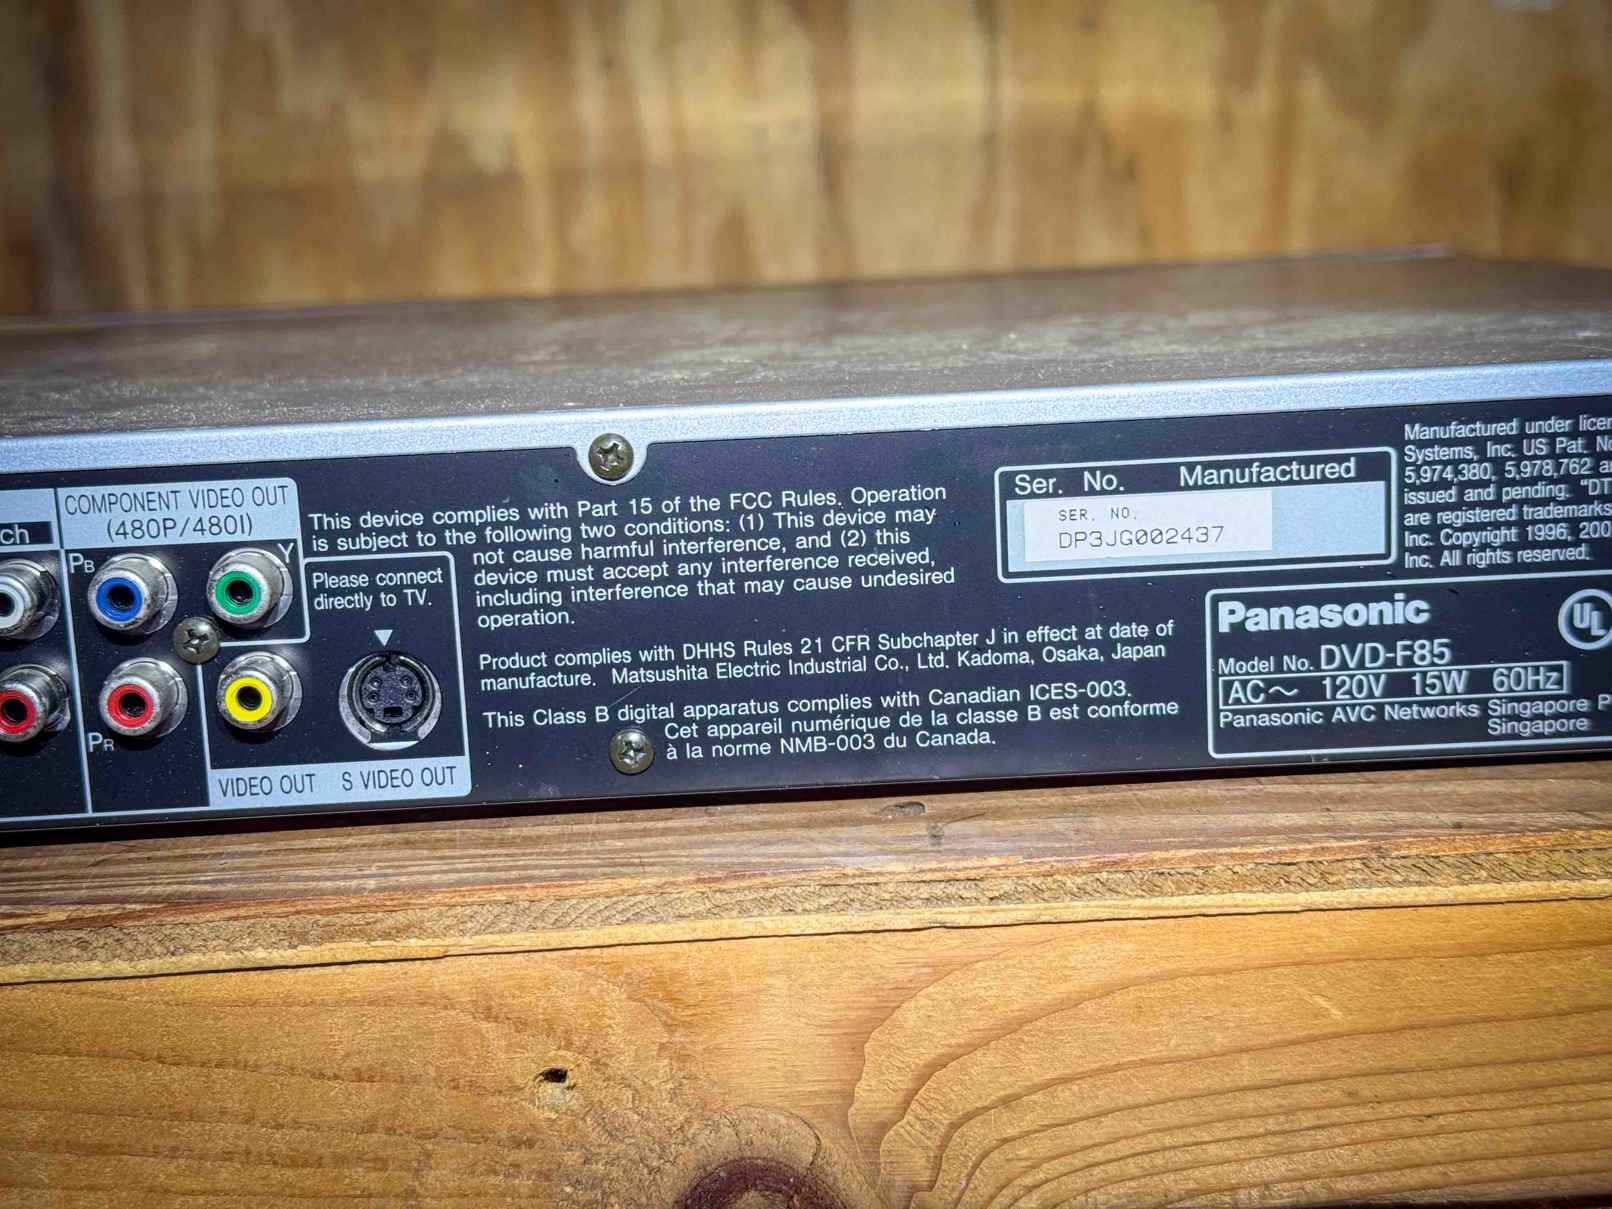 ch
COMPONENT VIDEO OUT
(480P/480I)
PB
Y
PR
Please connect
directly to TV.
VIDEO OUT
S VIDEO OUT
This device complies with Part 15 of the FCC Rules. Operation
is subject to the following two conditions: (1) This device may
not cause harmful interference, and (2) this
device must accept any interference received,
including interference that may cause undesired
operation.
Product complies with DHHS Rules 21 CFR Subchapter J in effect at date of
manufacture. Matsushita Electric Industrial Co., Ltd. Kadoma, Osaka, Japan
This Class B digital apparatus complies with Canadian ICES-003.
Cet appareil numérique de la classe B est conforme
à la norme NMB-003 du Canada.
Ser. No. Manufactured
SER. NO.
DP3JG002437
Manufactured under licen
Systems, Inc. US Pat. No
5,974,380, 5,978,762 a
issued and pending. "DT
are registered trademarks
Inc. Copyright 1996, 200
Inc. All rights reserved.
Panasonic
UL
Model No. DVD-F85
AC~ 120V 15W 60Hz
Panasonic AVC Networks Singapore P
Singapore